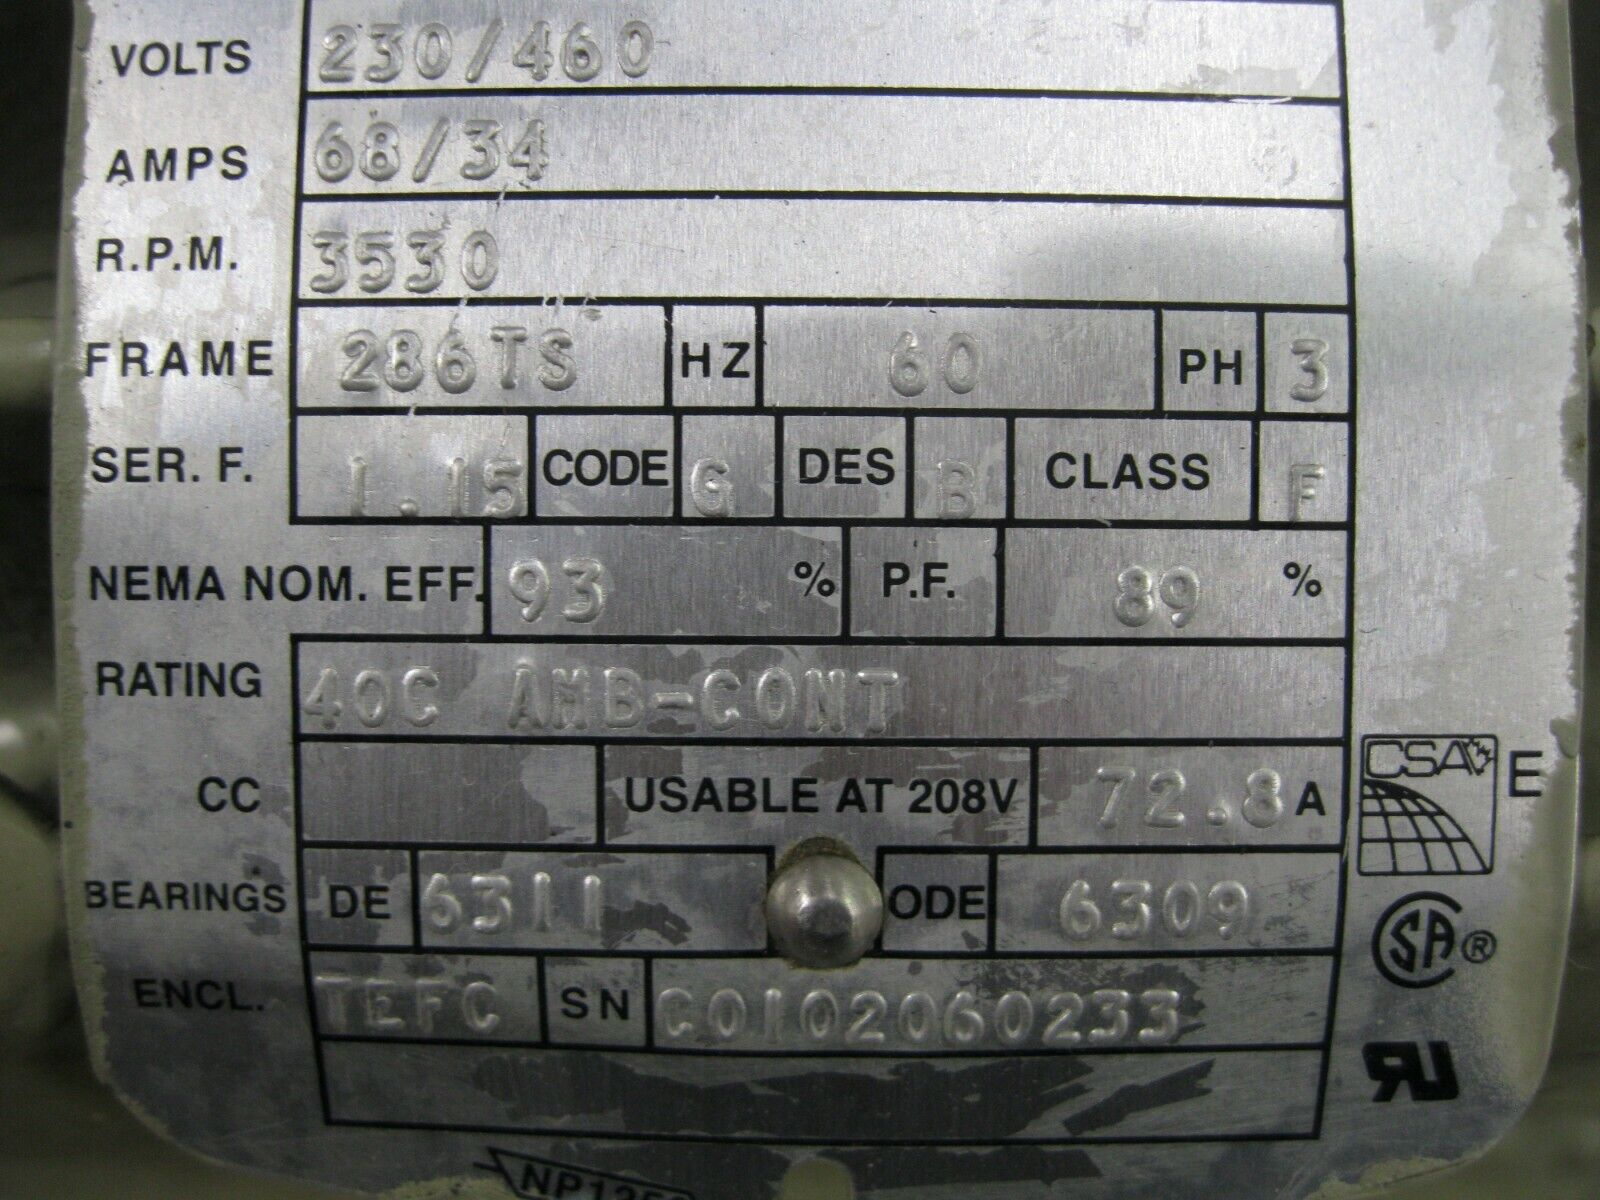 VOLTS 230/460
AMPS 68/34
R.P.M. 3530
FRAME 286TS HZ 60 PH 3
SER. F. 1.15 CODE G DES B CLASS F
NEMA NOM. EFF. 93 % P.F. 89 %
RATING 40C AMB-CONT
CC USABLE AT 208V 72.8 A
CSA E
BEARINGS DE 6311 ODE 6309
SA ®
ENCL. TEFC SN C0102060233
RU